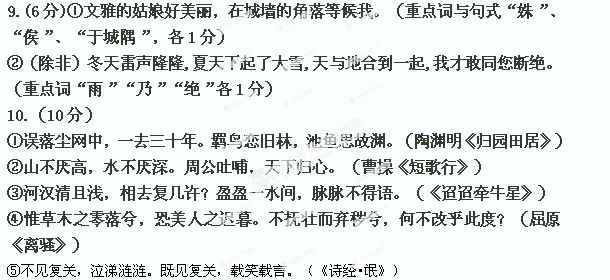 9.(6分)①文雅的姑娘好美丽，在城墙的角落等候我。（重点词与句式“姝”、
“俟”、“于城隅”，各1分）
②（除非）冬天雷声隆隆,夏天下起了大雪,天与地合到一起,我才敢同您断绝。
（重点词“雨”“乃”“绝”各1分）
10.（10分）
①误落尘网中，一去三十年。羁鸟恋旧林，池鱼思故渊。（陶渊明《归园田居》）
②山不厌高，水不厌深。周公吐哺，天下归心。（曹操《短歌行》）
③河汉清且浅，相去复几许？盈盈一水间，脉脉不得语。（《迢迢牵牛星》）
④惟草木之零落兮，恐美人之迟暮。不抚壮而弃秽兮，何不改乎此度？（屈原
《离骚》）
⑤不见复关，泣涕涟涟。既见复关，载笑载言。（《诗经·氓》）